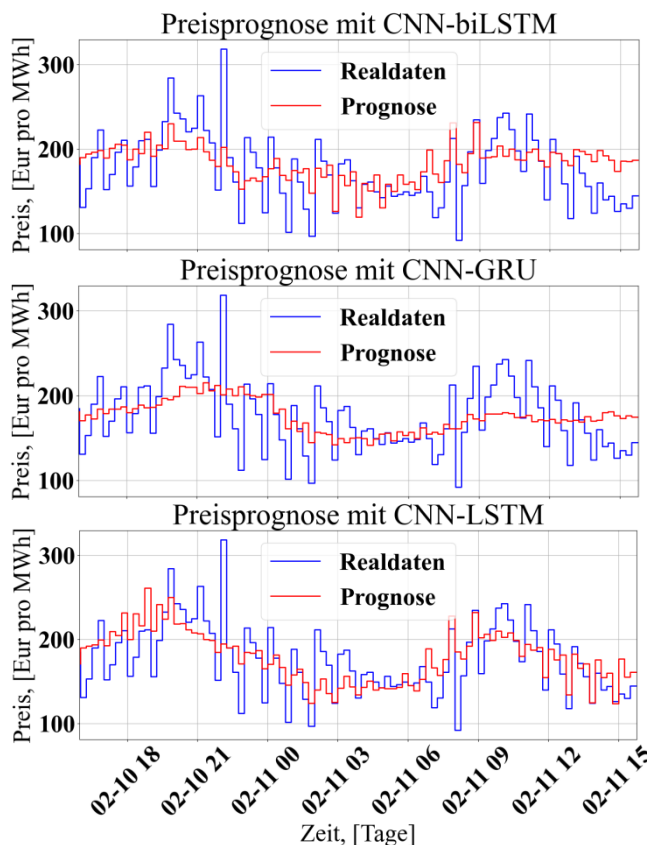 Preisprognose mit CNN-biLSTM
Preis, [Eur pro MWh]
300
200
100
Realdaten
Prognose
Preisprognose mit CNN-GRU
Preis, [Eur pro MWh]
300
200
100
Realdaten
Prognose
Preisprognose mit CNN-LSTM
Preis, [Eur pro MWh]
300
200
100
Realdaten
Prognose
02-10 18
02-10 21
02-11 00
02-11 03
02-11 06
02-11 09
02-11 12
02-11 15
Zeit, [Tage]